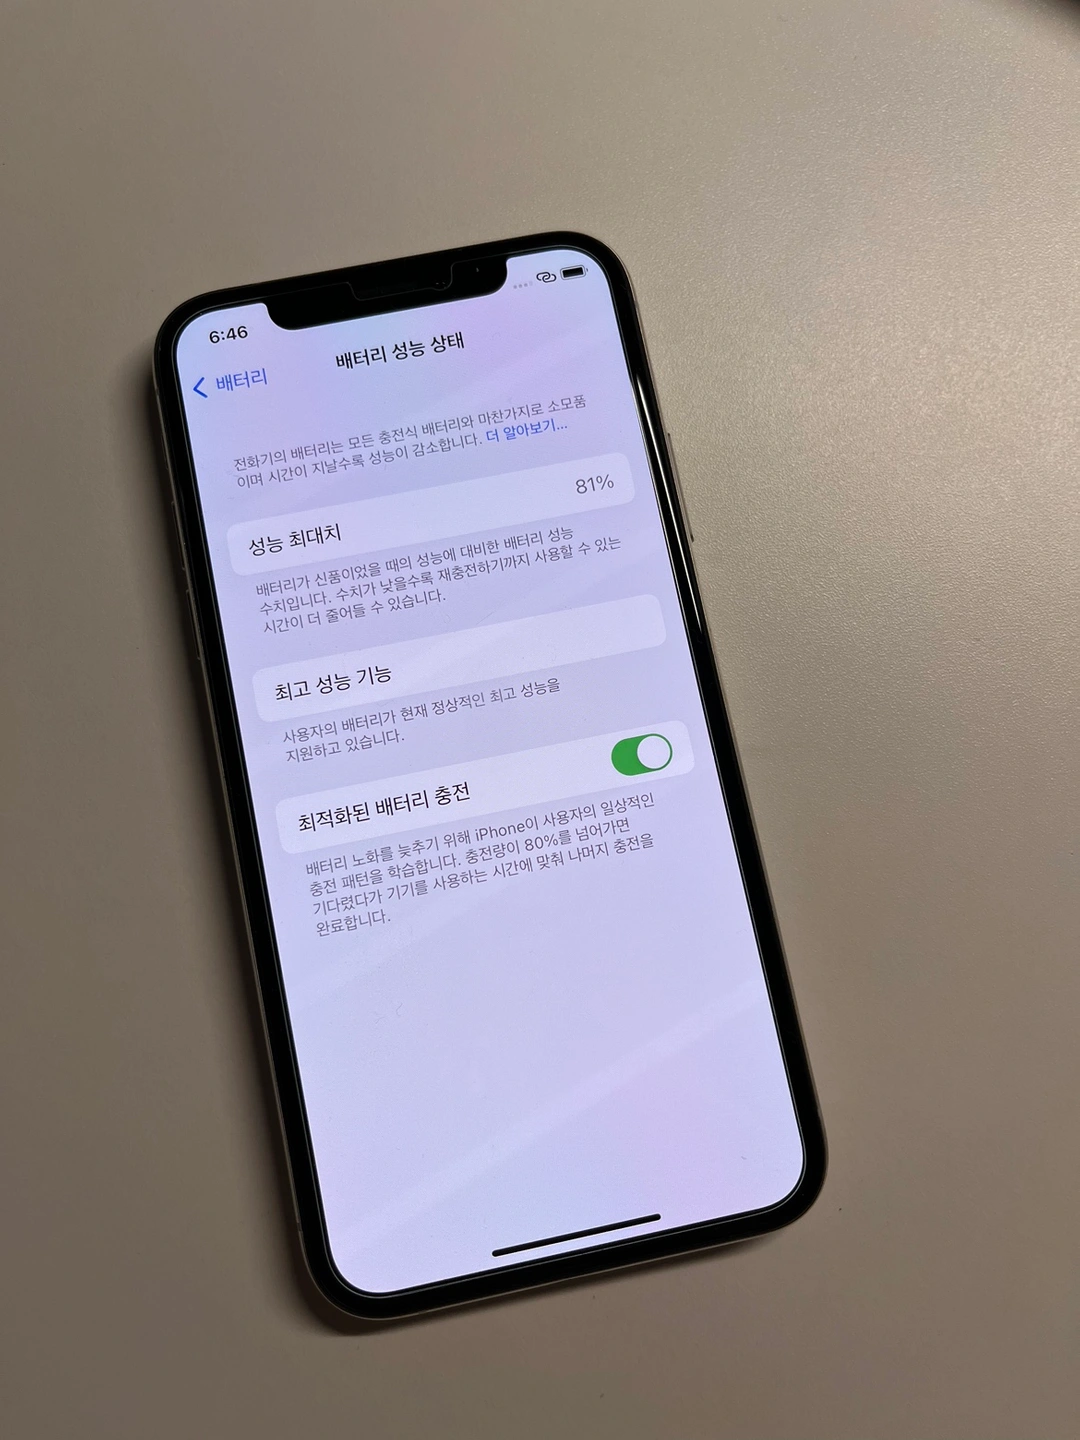 6:46
배터리
배터리 성능 상태
전화기의 배터리는 모든 충전식 배터리와 마찬가지로 소모품
이며 시간이 지날수록 성능이 감소합니다. 더 알아보기...
성능 최대치
81%
배터리가 신품이었을 때의 성능에 대비한 배터리 성능
수치입니다. 수치가 낮을수록 재충전하기까지 사용할 수 있는
시간이 더 줄어들 수 있습니다.
최고 성능 기능
사용자의 배터리가 현재 정상적인 최고 성능을
지원하고 있습니다.
최적화된 배터리 충전
배터리 노화를 늦추기 위해 iPhone이 사용자의 일상적인
충전 패턴을 학습합니다. 충전량이 80%를 넘어가면
기다렸다가 기기를 사용하는 시간에 맞춰 나머지 충전을
완료합니다.